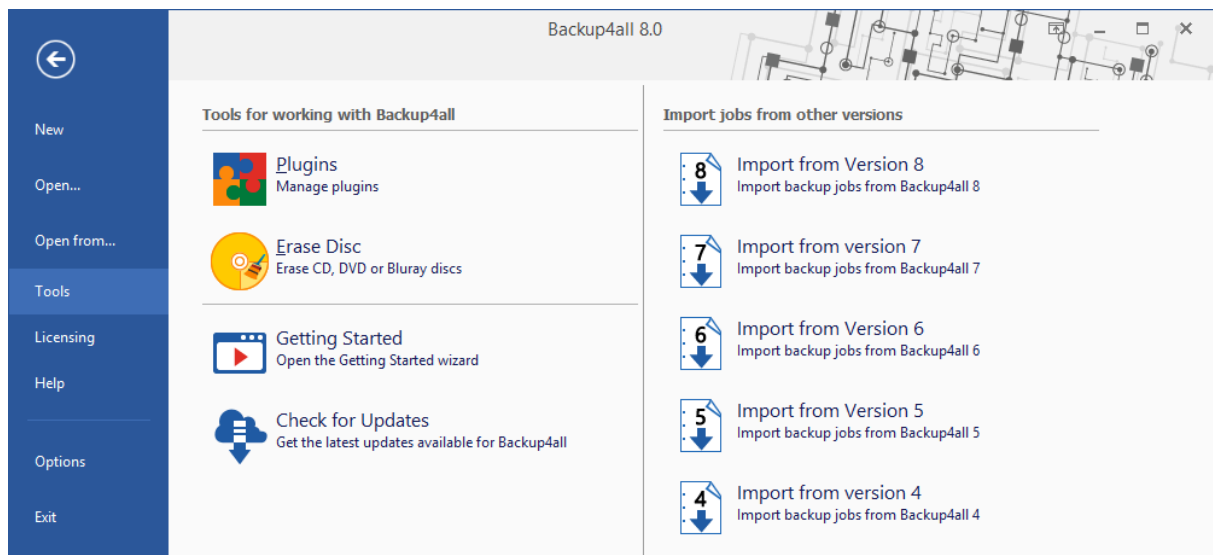 Backup4all 8.0
New
Open...
Open from...
Tools
Licensing
Help
Options
Exit
Tools for working with Backup4all
Plugins
Manage plugins
Erase Disc
Erase CD, DVD or Bluray discs
Getting Started
Open the Getting Started wizard
Check for Updates
Get the latest updates available for Backup4all
Import jobs from other versions
8
Import from Version 8
Import backup jobs from Backup4all 8
7
Import from version 7
Import backup jobs from Backup4all 7
6
Import from Version 6
Import backup jobs from Backup4all 6
5
Import from Version 5
Import backup jobs from Backup4all 5
4
Import from version 4
Import backup jobs from Backup4all 4